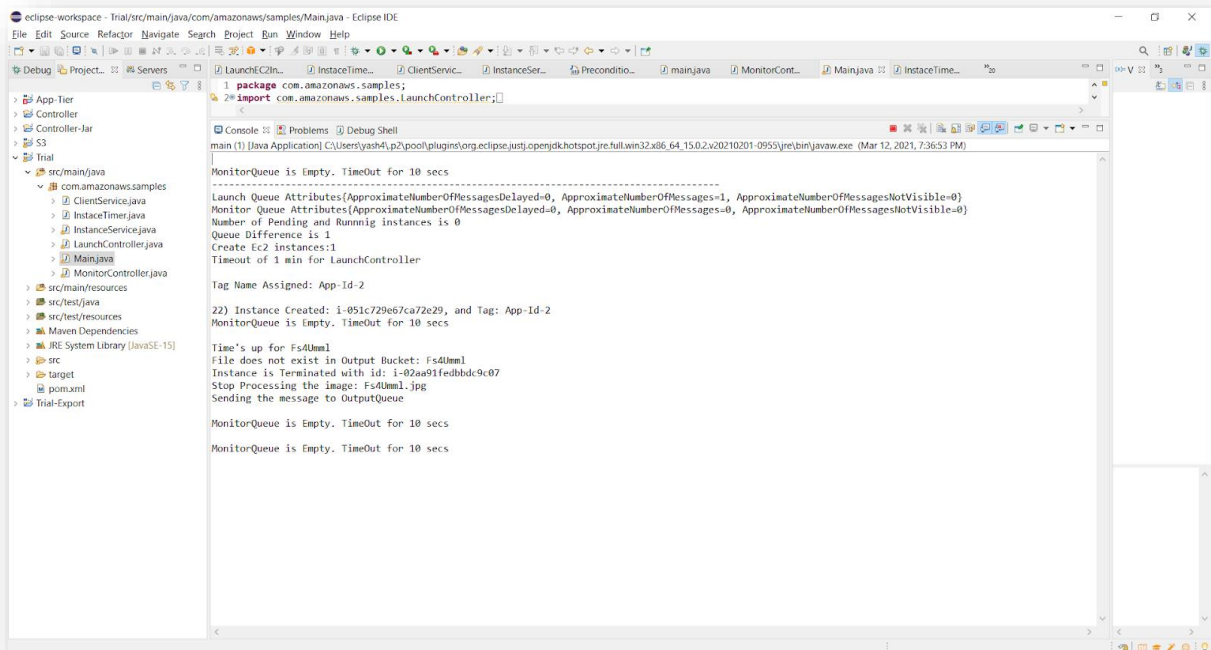 eclipse-workspace - Trial/src/main/java/com/amazonaws/samples/Main.java - Eclipse IDE
File Edit Source Refactor Navigate Search Project Run Window Help
Debug Project... Servers
LaunchEC2In... InstaceTime... ClientServic... InstanceSer... Preconditio... main.java MonitorCont... Main.java InstaceTime... »20
(x)= V »3
App-Tier
Controller
Controller-Jar
S3
Trial
src/main/java
com.amazonaws.samples
ClientService.java
InstaceTimer.java
InstanceService.java
LaunchController.java
Main.java
MonitorController.java
src/main/resources
src/test/java
src/test/resources
Maven Dependencies
JRE System Library [JavaSE-15]
src
target
pom.xml
Trial-Export
1 package com.amazonaws.samples;
2 import com.amazonaws.samples.LaunchController;
Console Problems Debug Shell
main (1) [Java Application] C:\Users\yash4\.p2\pool\plugins\org.eclipse.justj.openjdk.hotspot.jre.full.win32.x86_64_15.0.2.v20210201-0955\jre\bin\javaw.exe (Mar 12, 2021, 7:36:53 PM)
MonitorQueue is Empty. TimeOut for 10 secs
------------------------------------------------------------------------------------------
Launch Queue Attributes{ApproximateNumberOfMessagesDelayed=0, ApproximateNumberOfMessages=1, ApproximateNumberOfMessagesNotVisible=0}
Monitor Queue Attributes{ApproximateNumberOfMessagesDelayed=0, ApproximateNumberOfMessages=0, ApproximateNumberOfMessagesNotVisible=0}
Number of Pending and Runnnig instances is 0
Queue Difference is 1
Create Ec2 instances:1
Timeout of 1 min for LaunchController
Tag Name Assigned: App-Id-2
22) Instance Created: i-051c729e67ca72e29, and Tag: App-Id-2
MonitorQueue is Empty. TimeOut for 10 secs
Time's up for Fs4Umml
File does not exist in Output Bucket: Fs4Umml
Instance is Terminated with id: i-02aa91fedbbdc9c07
Stop Processing the image: Fs4Umml.jpg
Sending the message to OutputQueue
MonitorQueue is Empty. TimeOut for 10 secs
MonitorQueue is Empty. TimeOut for 10 secs